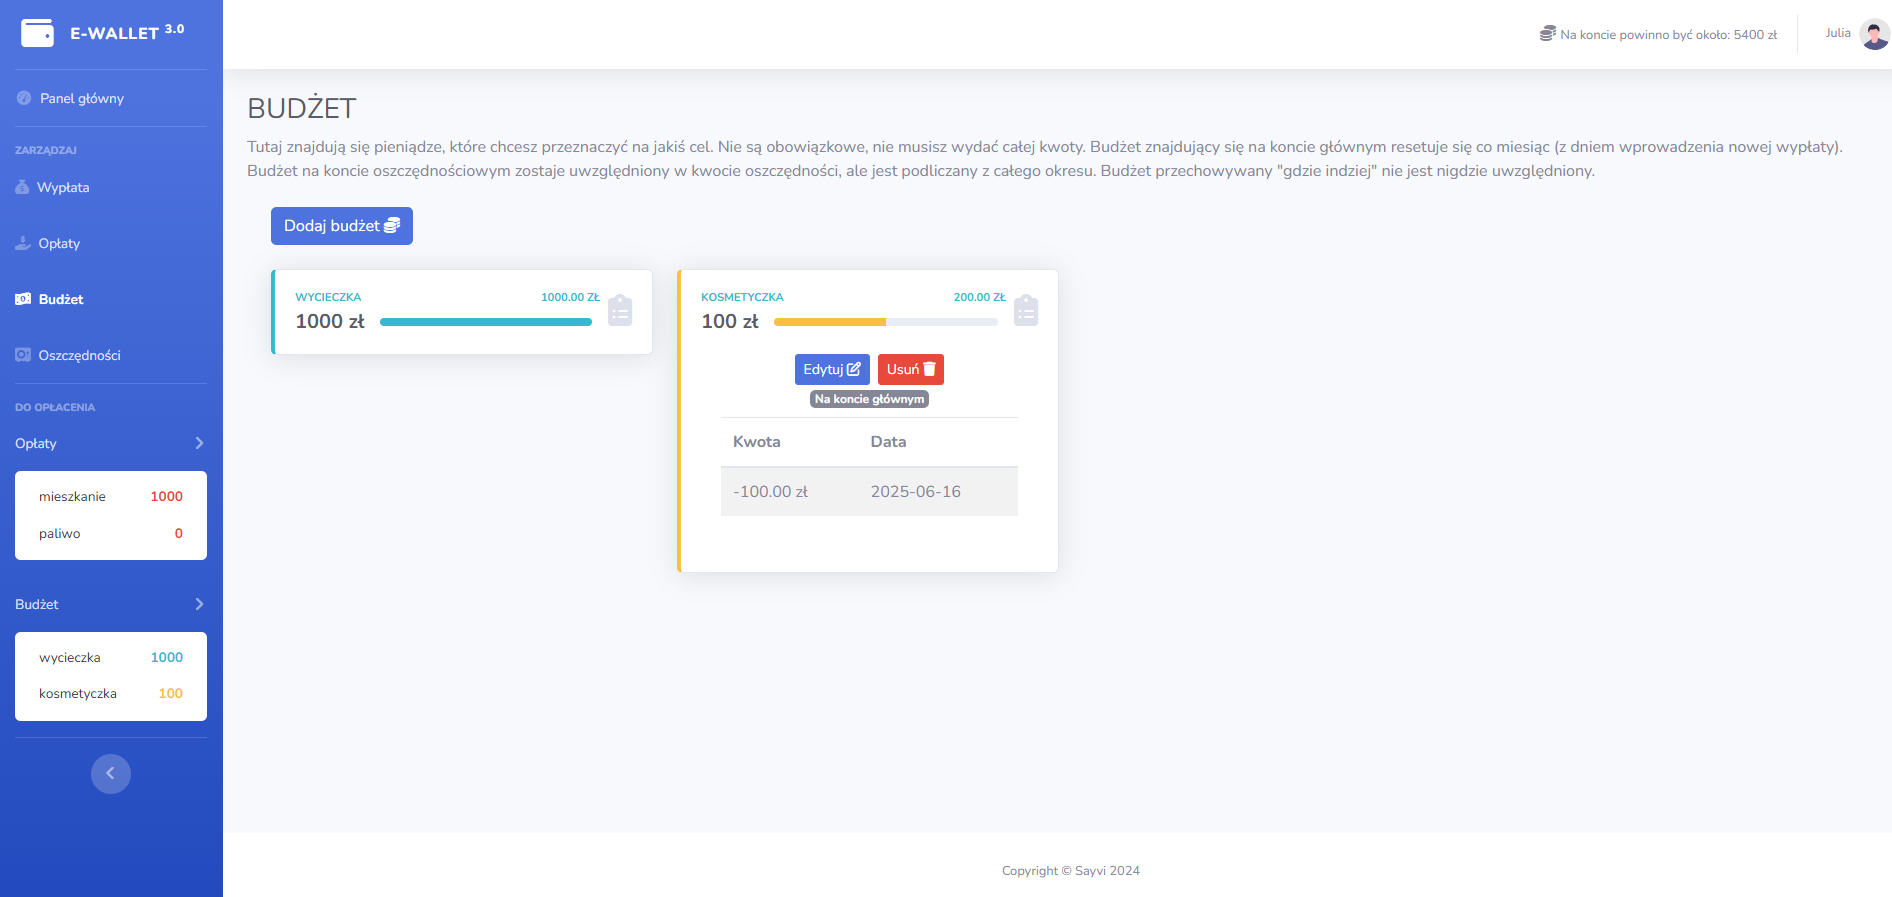 E-WALLET 3.0
Na koncie powinno być około: 5400 zł
Julia
Panel główny
ZARZĄDZAJ
Wypłata
Opłaty
Budżet
Oszczędności
DO OPŁACENIA
Opłaty
mieszkanie 1000
paliwo 0
Budżet
wycieczka 1000
kosmetyczka 100
BUDŻET
Tutaj znajdują się pieniądze, które chcesz przeznaczyć na jakiś cel. Nie są obowiązkowe, nie musisz wydać całej kwoty. Budżet znajdujący się na koncie głównym resetuje się co miesiąc (z dniem wprowadzenia nowej wypłaty).
Budżet na koncie oszczędnościowym zostaje uwzględniony w kwocie oszczędności, ale jest podliczany z całego okresu. Budżet przechowywany "gdzie indziej" nie jest nigdzie uwzględniony.
Dodaj budżet
WYCIECZKA 1000.00 ZŁ
1000 zł
KOSMETYCZKA 200.00 ZŁ
100 zł
Edytuj Usuń
Na koncie głównym
Kwota Data
-100.00 zł 2025-06-16
Copyright © Sayvi 2024